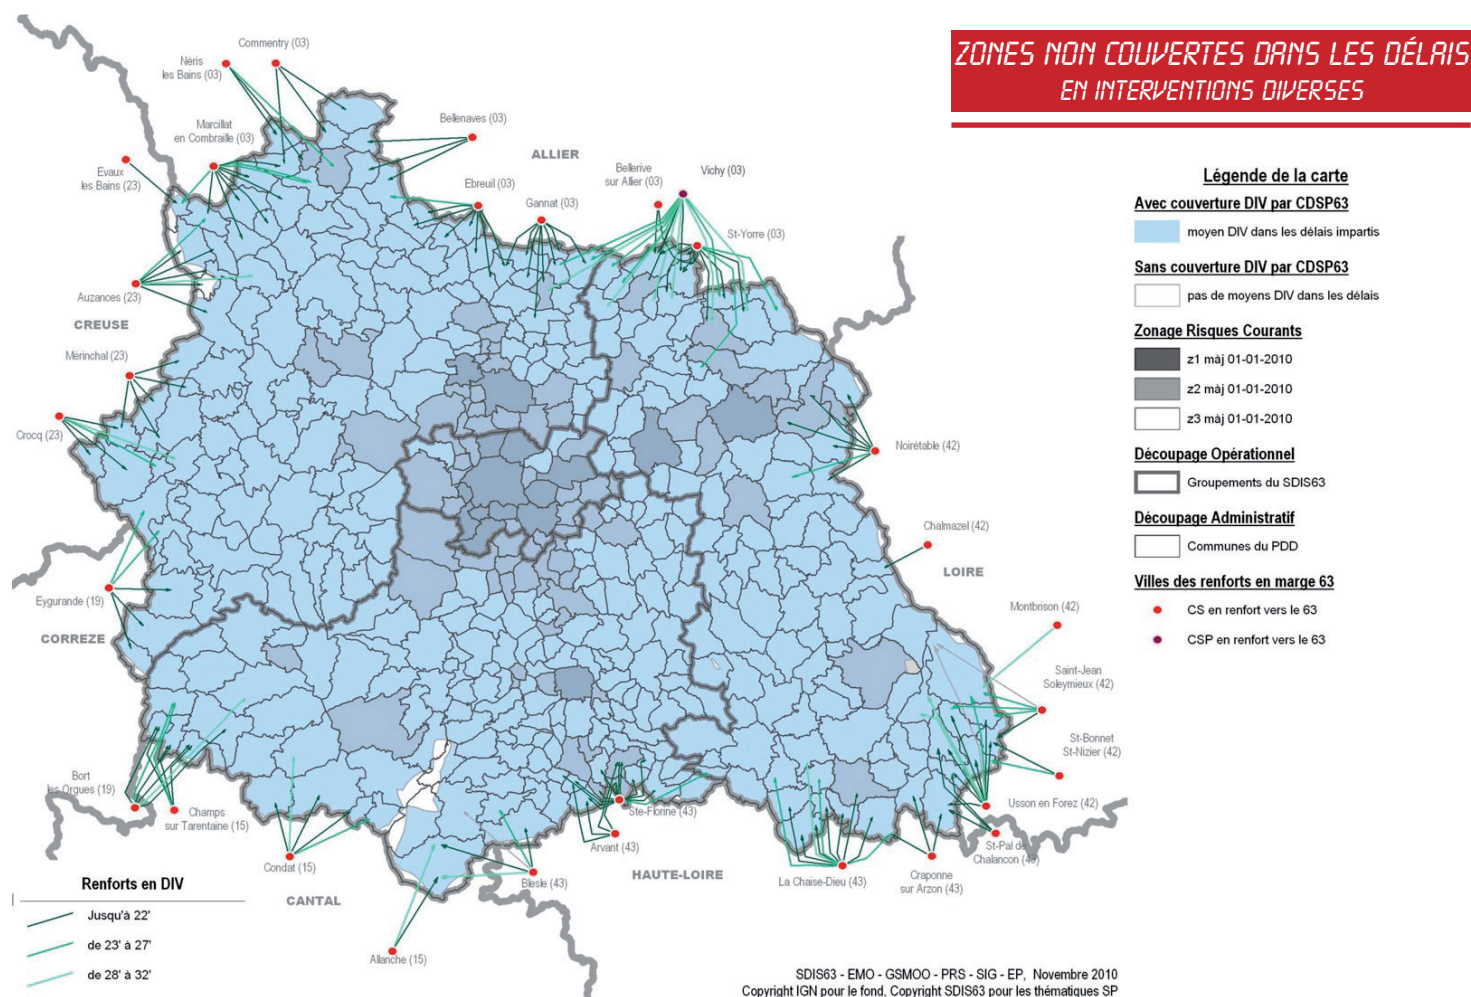 ZONES NON COUVERTES DANS LES DÉLAIS
EN INTERVENTIONS DIVERSES
Commentry (03)
Néris
les Bains (03)
Marcillat
en Combraille (03)
Bellenaves (03)
Evaux
les Bains (23)
ALLIER
Ebreuil (03)
Gannat (03)
Bellerive
sur Allier (03)
Vichy (03)
St-Yorre (03)
Auzances (23)
CREUSE
Mérinchal (23)
Crocq (23)
Noirétable (42)
Chalmazel (42)
LOIRE
Eygurande (19)
CORREZE
Montbrison (42)
Saint-Jean
Soleymieux (42)
St-Bonnet
St-Nizier (42)
Bort
les Orgues (19)
Champs
sur Tarentaine (15)
Usson en Forez (42)
Ste-Florine (43)
Arvant (43)
St-Pal de
Chalancon (43)
Condat (15)
Blesle (43)
HAUTE-LOIRE
La Chaise-Dieu (43)
Craponne
sur Arzon (43)
CANTAL
Allanche (15)
Légende de la carte
Avec couverture DIV par CDSP63
moyen DIV dans les délais impartis
Sans couverture DIV par CDSP63
pas de moyens DIV dans les délais
Zonage Risques Courants
z1 màj 01-01-2010
z2 màj 01-01-2010
z3 màj 01-01-2010
Découpage Opérationnel
Groupements du SDIS63
Découpage Administratif
Communes du PDD
Villes des renforts en marge 63
CS en renfort vers le 63
CSP en renfort vers le 63
Renforts en DIV
Jusqu'à 22'
de 23' à 27'
de 28' à 32'
SDIS63 - EMO - GSMOO - PRS - SIG - EP, Novembre 2010
Copyright IGN pour le fond, Copyright SDIS63 pour les thématiques SP